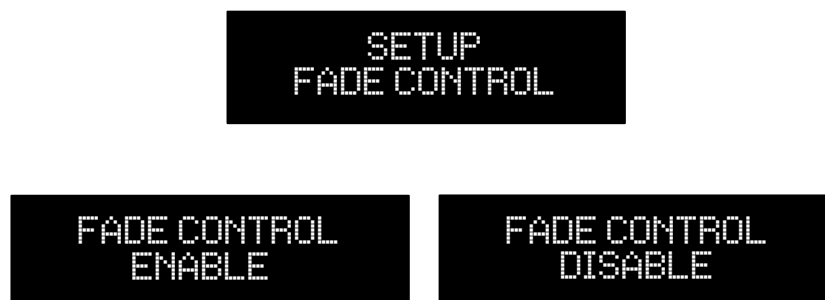 SETUP
FADE CONTROL
FADE CONTROL
ENABLE
FADE CONTROL
DISABLE